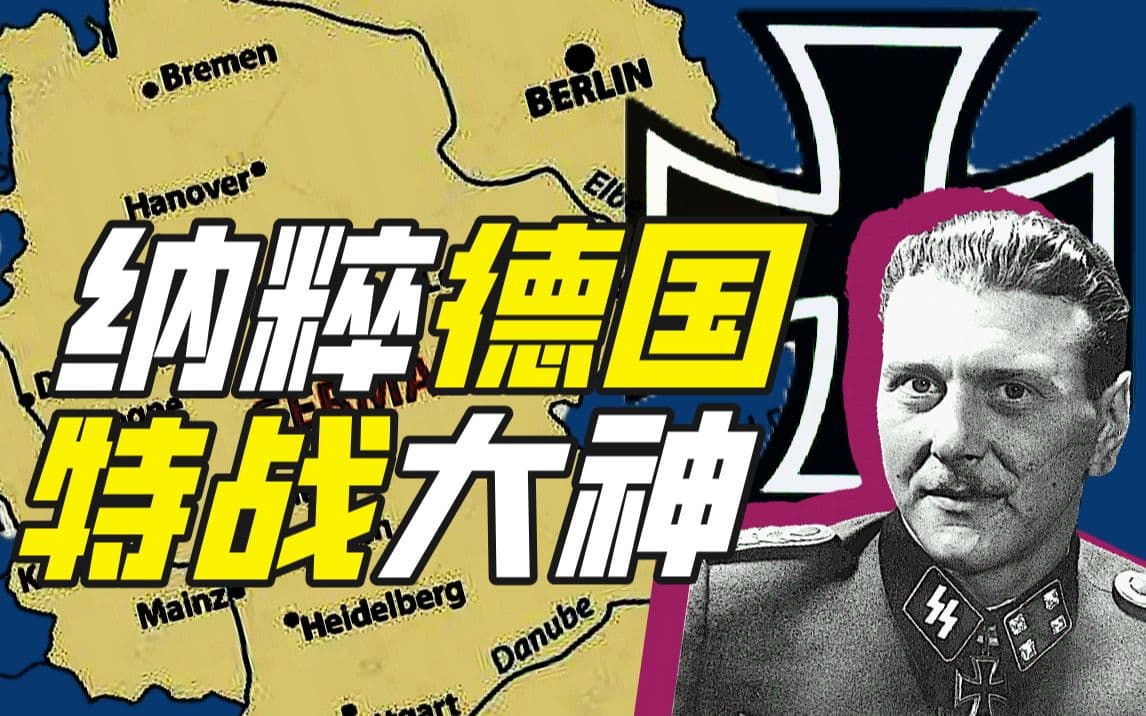 Bremen
BERLIN
Hanover
Elbe
纳粹德国
特战大神
Mainz
Heidelberg
Danube